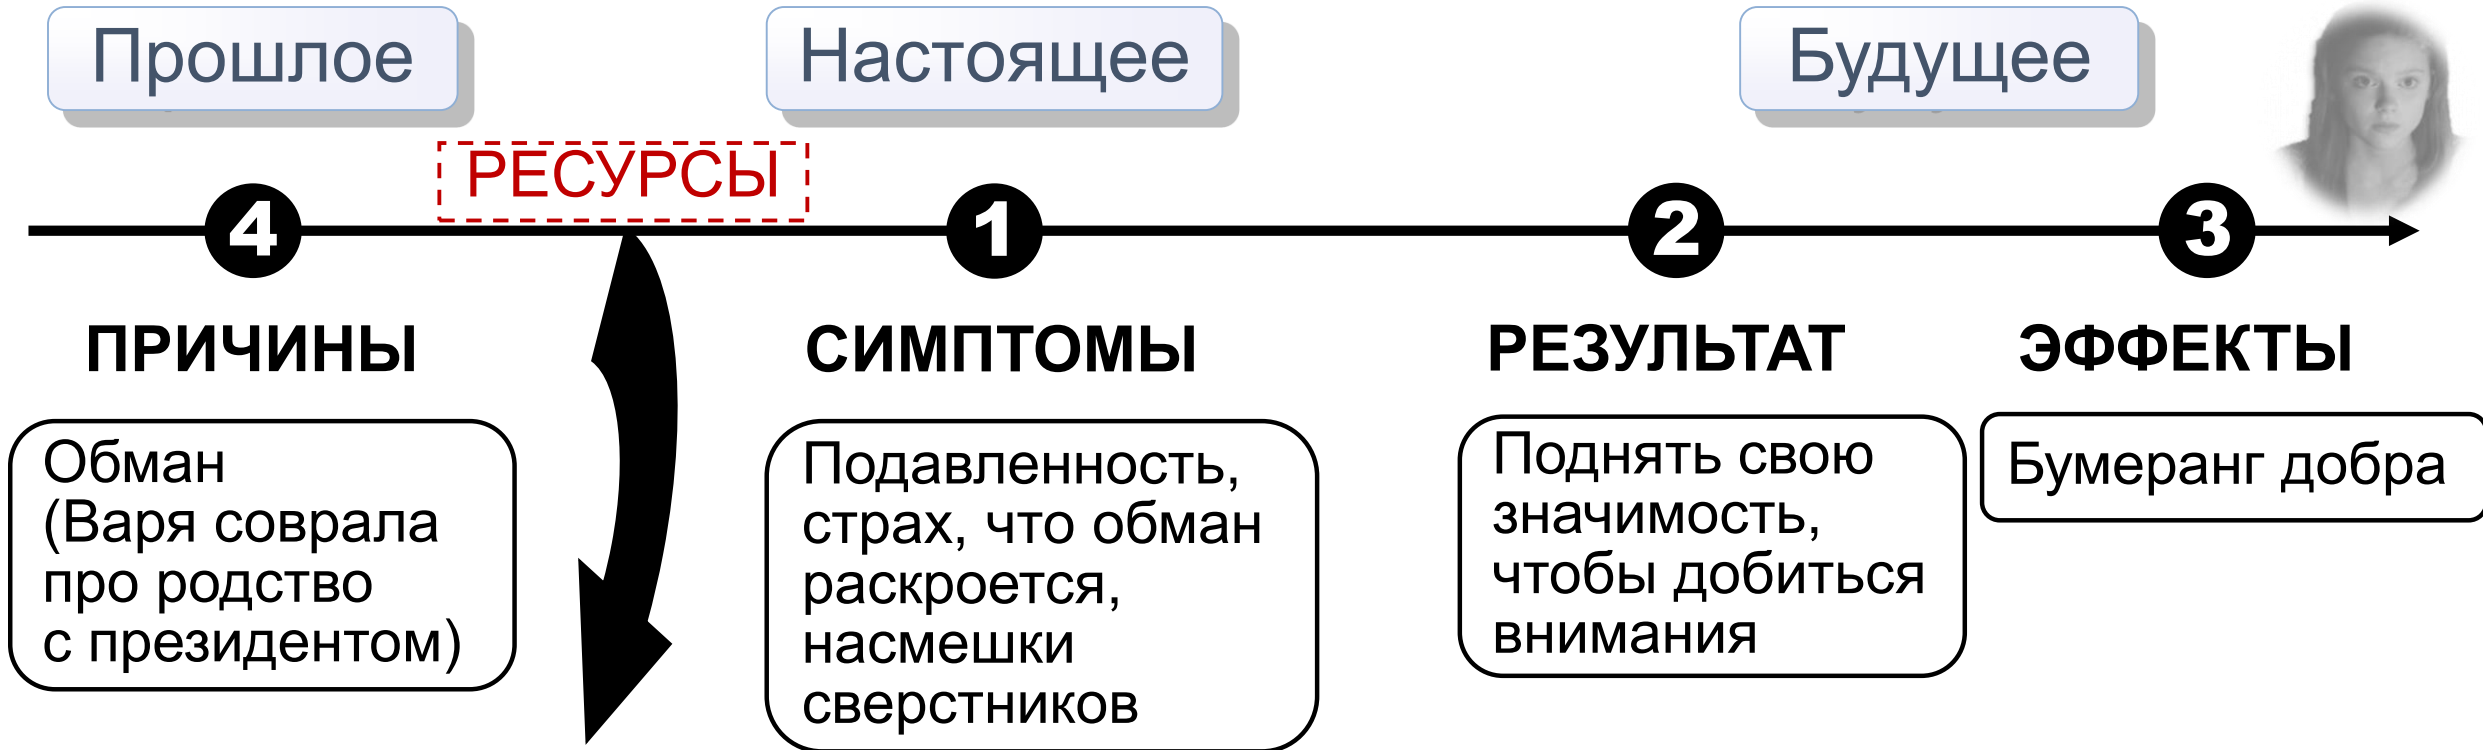 Прошлое
Настоящее
Будущее
РЕСУРСЫ
4
1
2
3
ПРИЧИНЫ
СИМПТОМЫ
РЕЗУЛЬТАТ
ЭФФЕКТЫ
Обман
(Варя соврала
про родство
с президентом)
Подавленность,
страх, что обман
раскроется,
насмешки
сверстников
Поднять свою
значимость,
чтобы добиться
внимания
Бумеранг добра